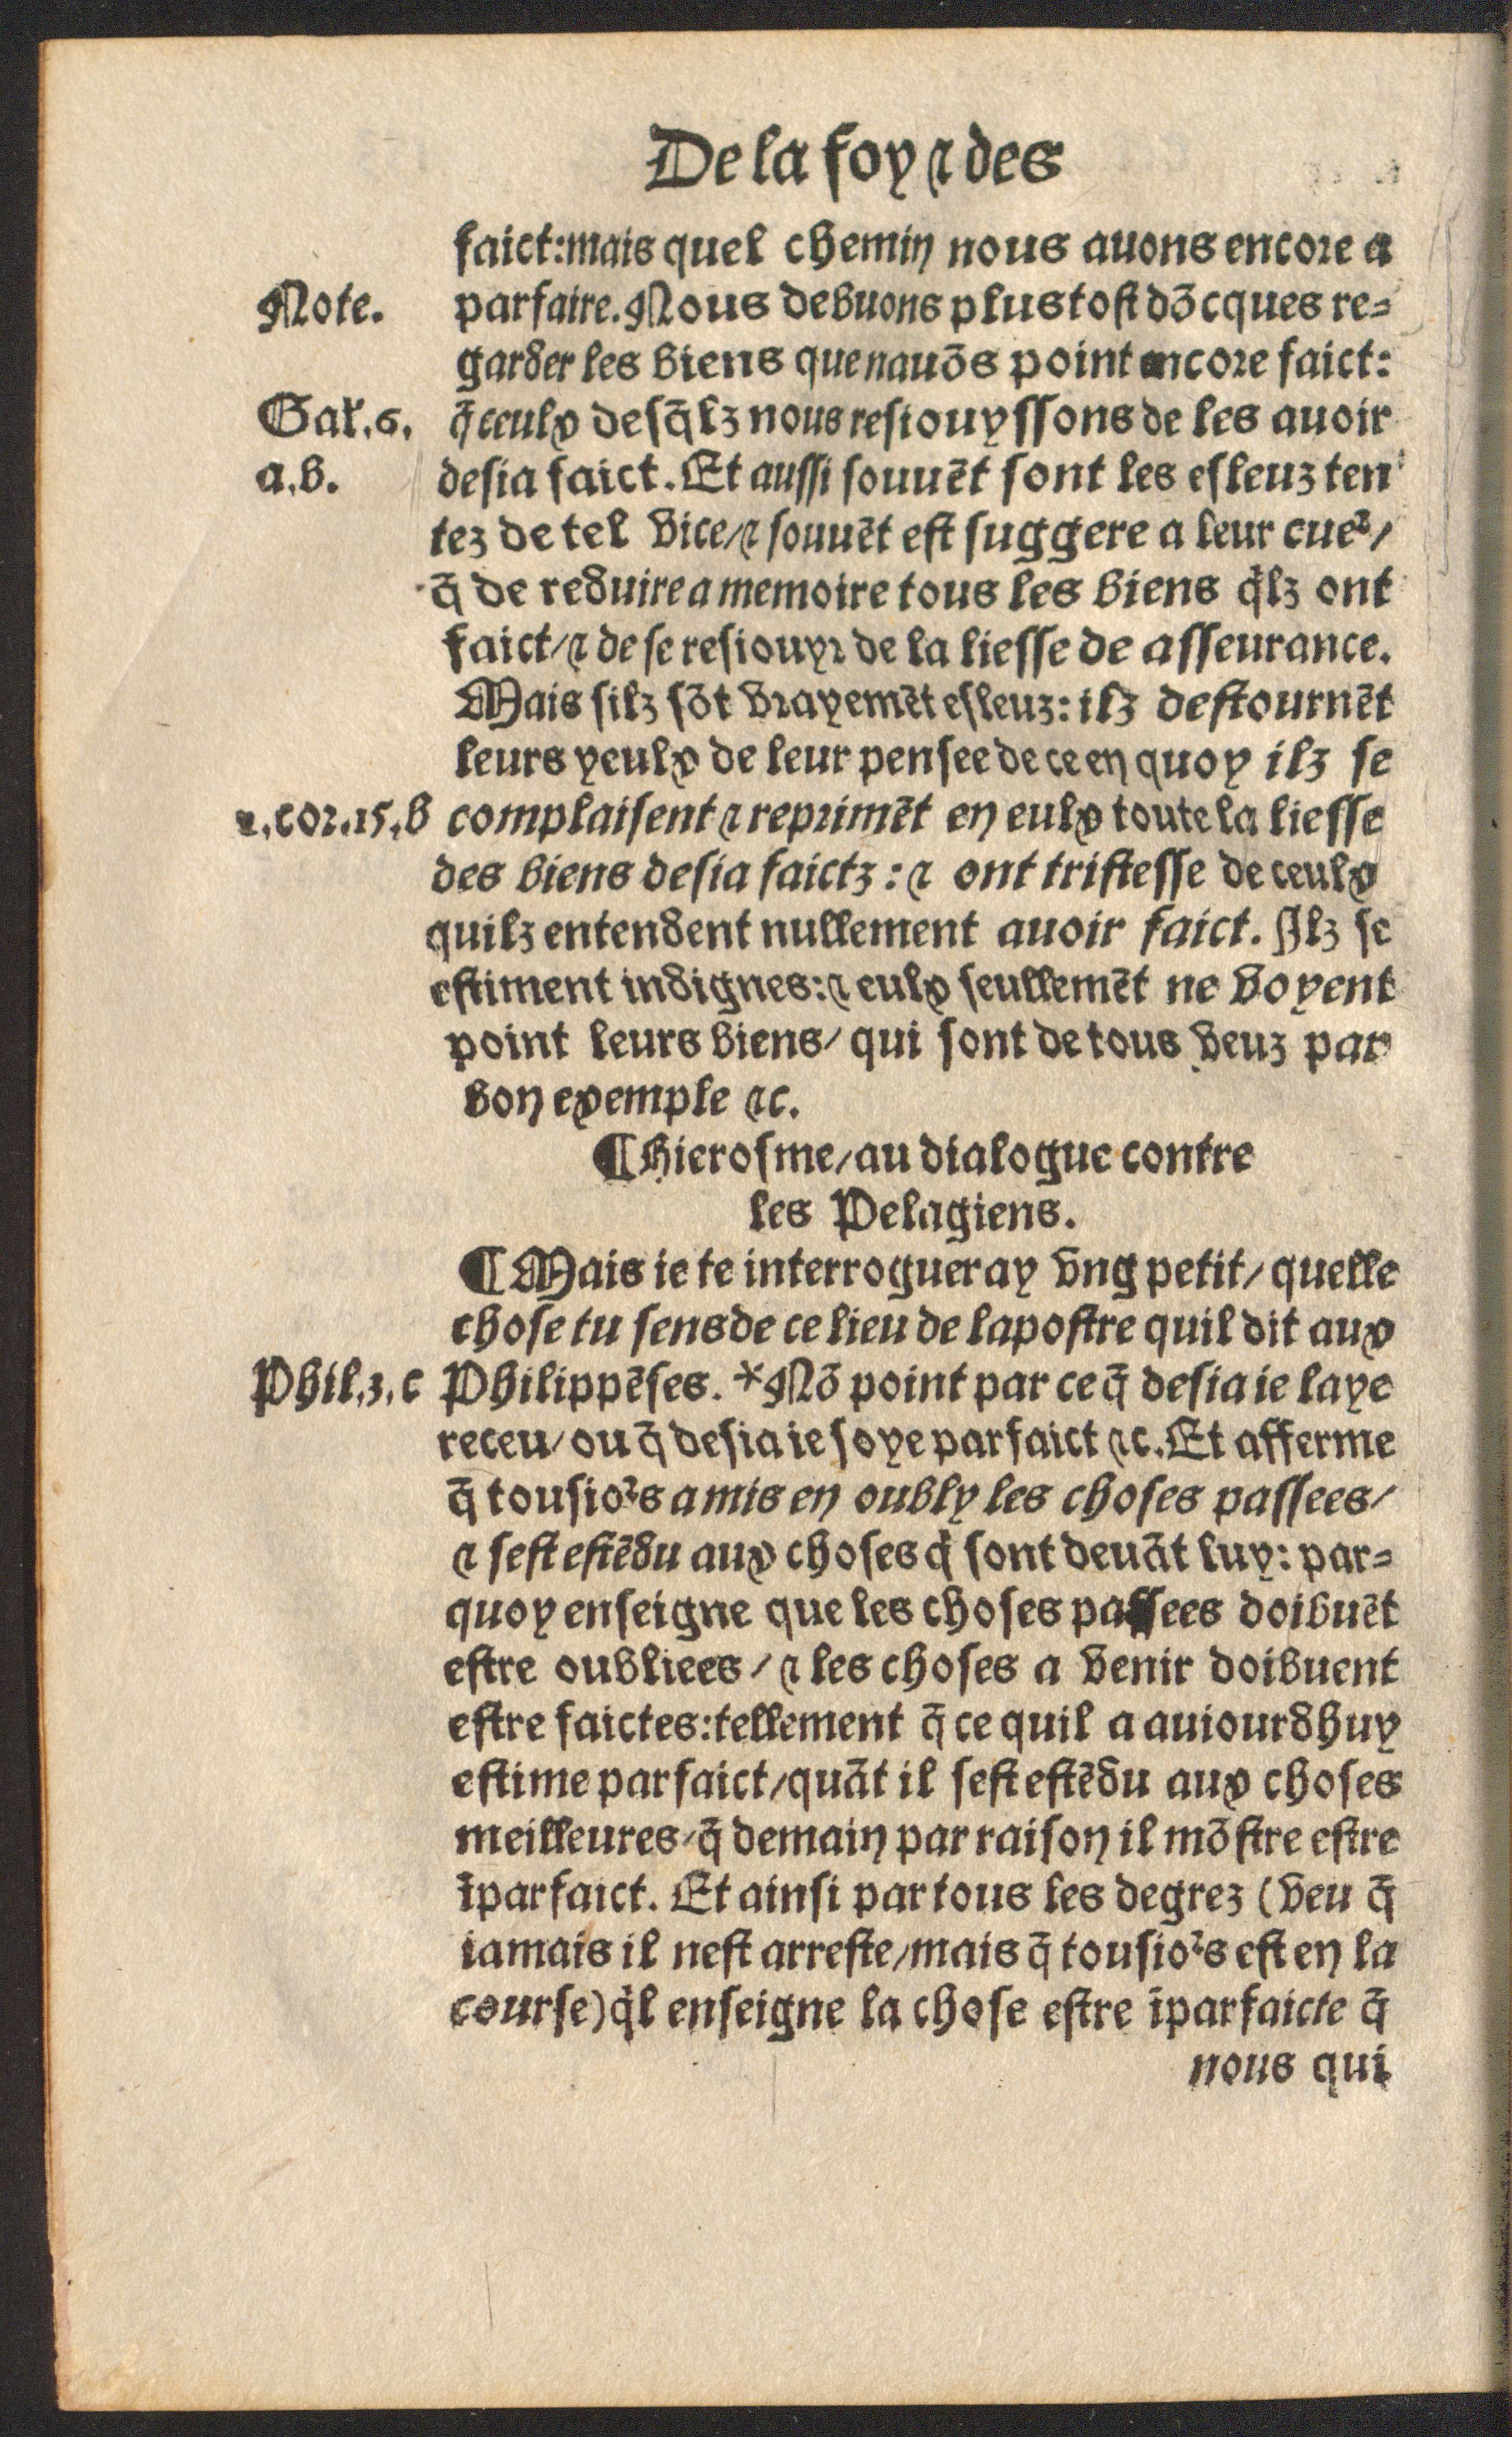 De la foy ⁊ des
faict:mais quel chemin nous auons encore a
Note.
parfaire. Nous debuons plustost dõcques re=
garder les biens que nauõs point encore faict:
Gal'.6.
q̃ ceulx desq̃lz nous resiouyssons de les auoir
a.b.
desia faict. Et aussi souuẽt sont les esleuz ten
tez de tel vice/⁊ souuẽt est suggere a leur cueꝛ/
q̃ de reduire a memoire tous les biens q̇lz ont
faict/⁊ de se resiouyr de la liesse de asseurance.
Mais silz sõt vrayemẽt esleuz: ilz destournẽt
leurs yeulx de leur pensee de ce en quoy ilz se
1.cor.15.b
complaisent ⁊ reprimẽt en eulx toute la liesse
des biens desia faictz: ⁊ ont tristesse de ceulx
quilz entendent nullement auoir faict. Ilz se
estiment indignes: ⁊ eulx seullemẽt ne voyent
point leurs biens/ qui sont de tous veuz par
bon exemple ⁊c.
¶ Hierosme/au dialogue contre
les Pelagiens.
¶ Mais ie te interrogueray vng petit/ quelle
chose tu sens de ce lieu de lapostre quil dit aux
Phil.3.c
Philippẽses. *Nõ point par ce q̃ desia ie laye
receu/ ou q̃ desia ie soye parfaict ⁊c. Et afferme
q̃ tousioꝛs a mis en oubly les choses passees/
⁊ sest estẽdu aux choses q̇ sont deuãt luy: par=
quoy enseigne que les choses passees doibuẽt
estre oubliees/ ⁊ les choses a venir doibuent
estre faictes:tellement q̃ ce quil a auiourdhuy
estime parfaict/quãt il sest estẽdu aux choses
meilleures/q̃ demain par raison il mõstre estre
ĩparfaict. Et ainsi par tous les degrez (veu q̃
iamais il nest arreste/mais q̃ tousioꝛs est en la
course) q̇l enseigne la chose estre ĩparfaicte q̃
nous qui